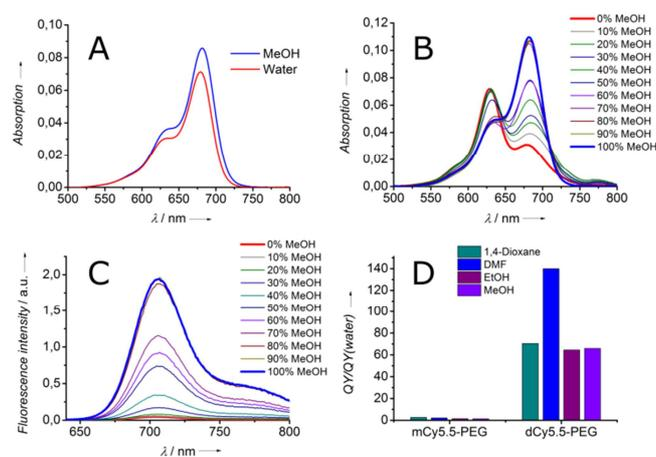 A
MeOH
Water
Absorption
0,10
0,08
0,06
0,04
0,02
0,00
500 550 600 650 700 750 800
λ / nm
B
0% MeOH
10% MeOH
20% MeOH
30% MeOH
40% MeOH
50% MeOH
60% MeOH
70% MeOH
80% MeOH
90% MeOH
100% MeOH
Absorption
0,12
0,10
0,08
0,06
0,04
0,02
0,00
500 550 600 650 700 750 800
λ / nm
C
0% MeOH
10% MeOH
20% MeOH
30% MeOH
40% MeOH
50% MeOH
60% MeOH
70% MeOH
80% MeOH
90% MeOH
100% MeOH
Fluorescence intensity / a.u.
2,0
1,5
1,0
0,5
0,0
650 700 750 800
λ / nm
D
1,4-Dioxane
DMF
EtOH
MeOH
QY/QY(water)
140
120
100
80
60
40
20
0
mCy5.5-PEG dCy5.5-PEG